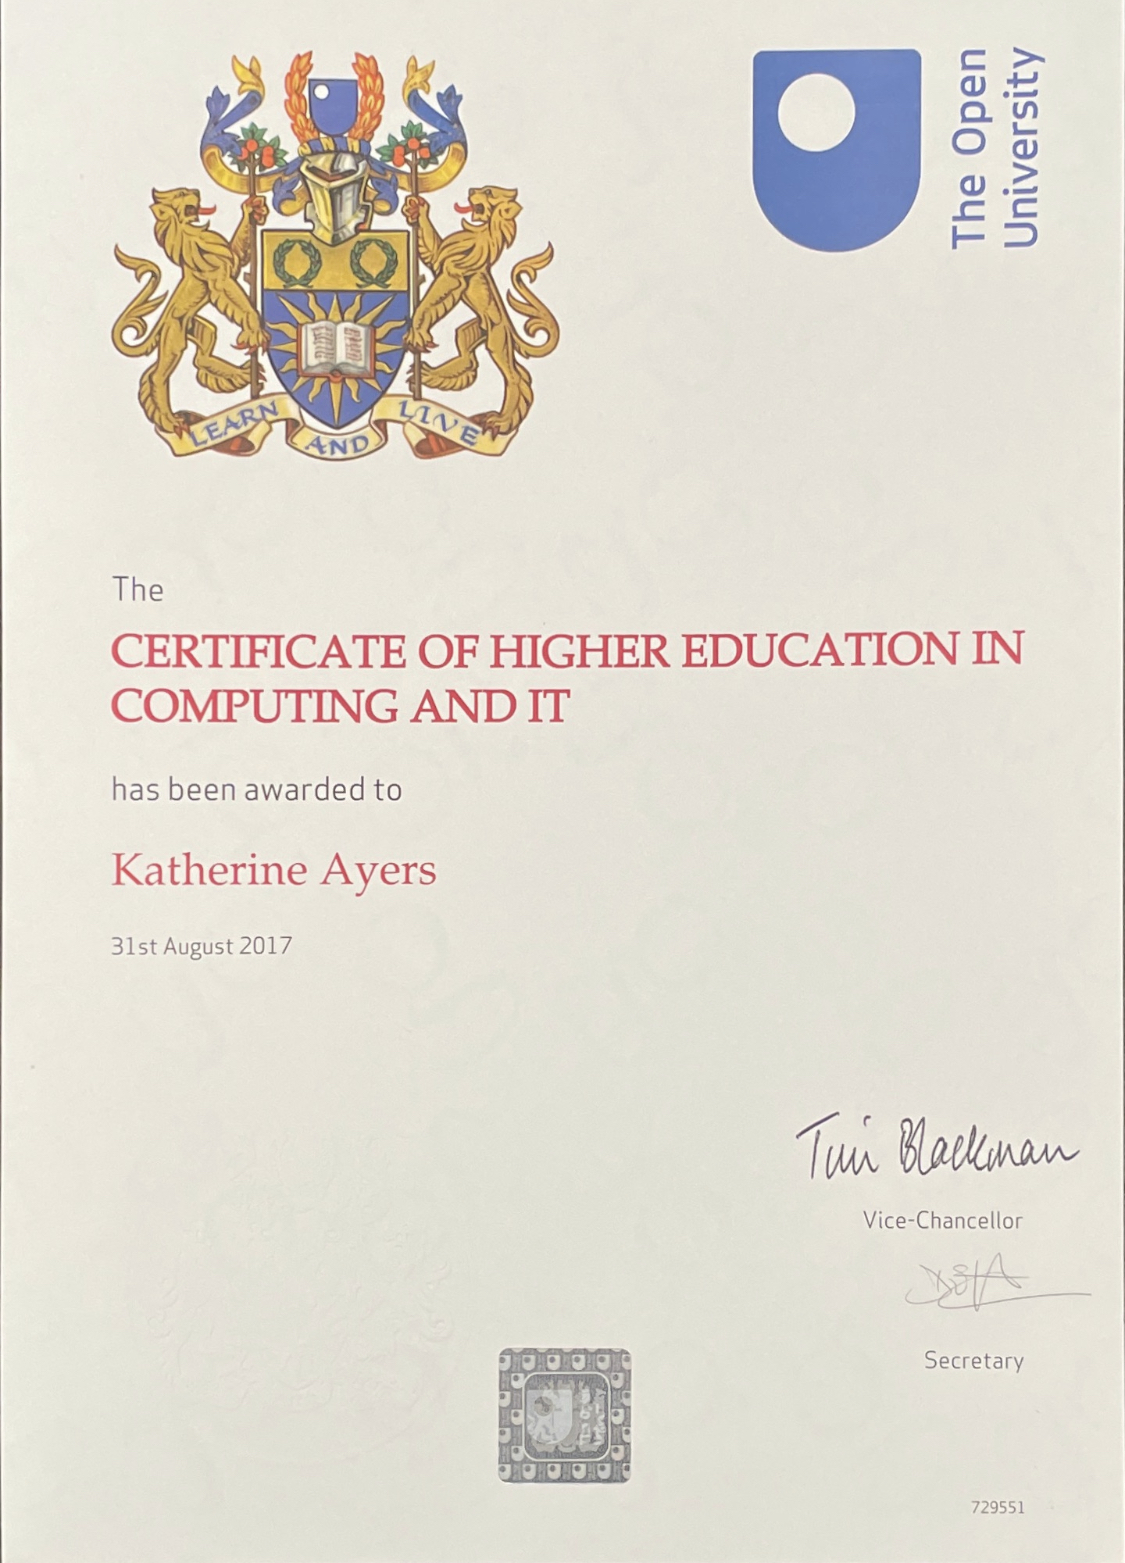 The Open
University
LEARN AND LIVE
The
CERTIFICATE OF HIGHER EDUCATION IN
COMPUTING AND IT
has been awarded to
Katherine Ayers
31st August 2017
Tim Blackman
Vice-Chancellor
Secretary
729551